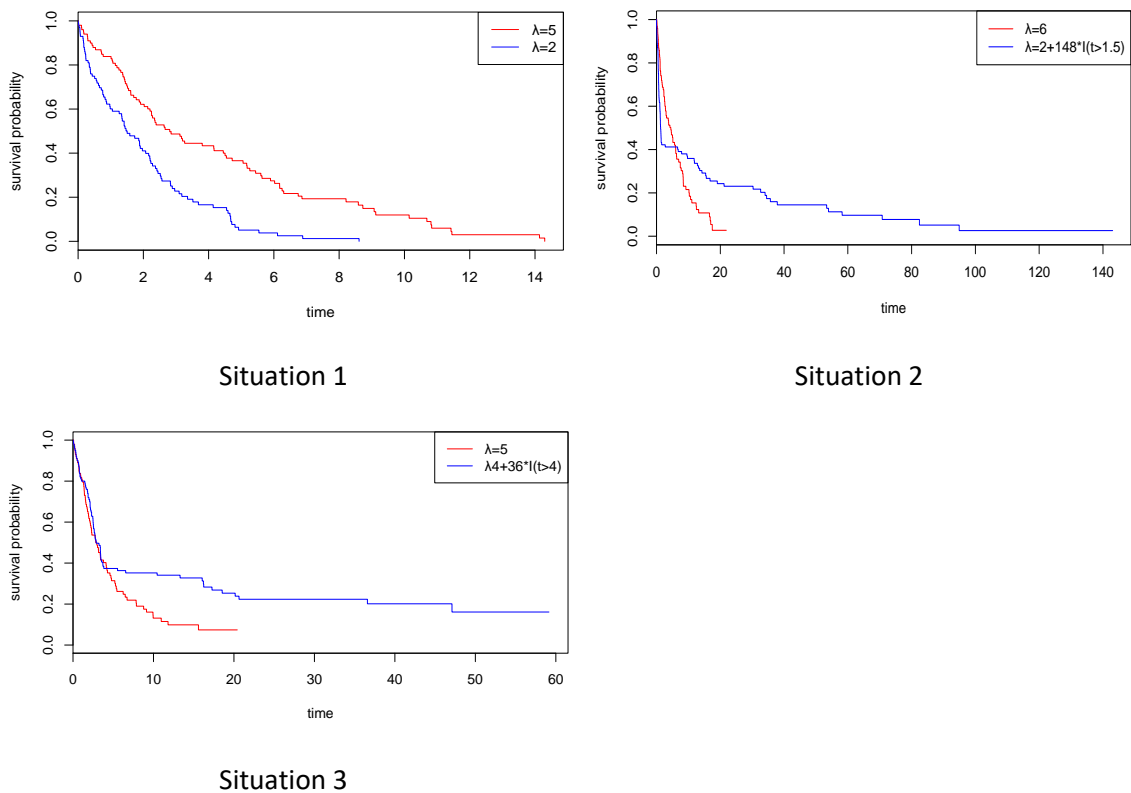 λ=5
λ=2
survival probability
0.0 0.2 0.4 0.6 0.8 1.0
0 2 4 6 8 10 12 14
time
Situation 1
λ=6
λ=2+148*I(t>1.5)
survival probability
0.0 0.2 0.4 0.6 0.8 1.0
0 20 40 60 80 100 120 140
time
Situation 2
λ=5
λ4+36*I(t>4)
survival probability
0.0 0.2 0.4 0.6 0.8 1.0
0 10 20 30 40 50 60
time
Situation 3